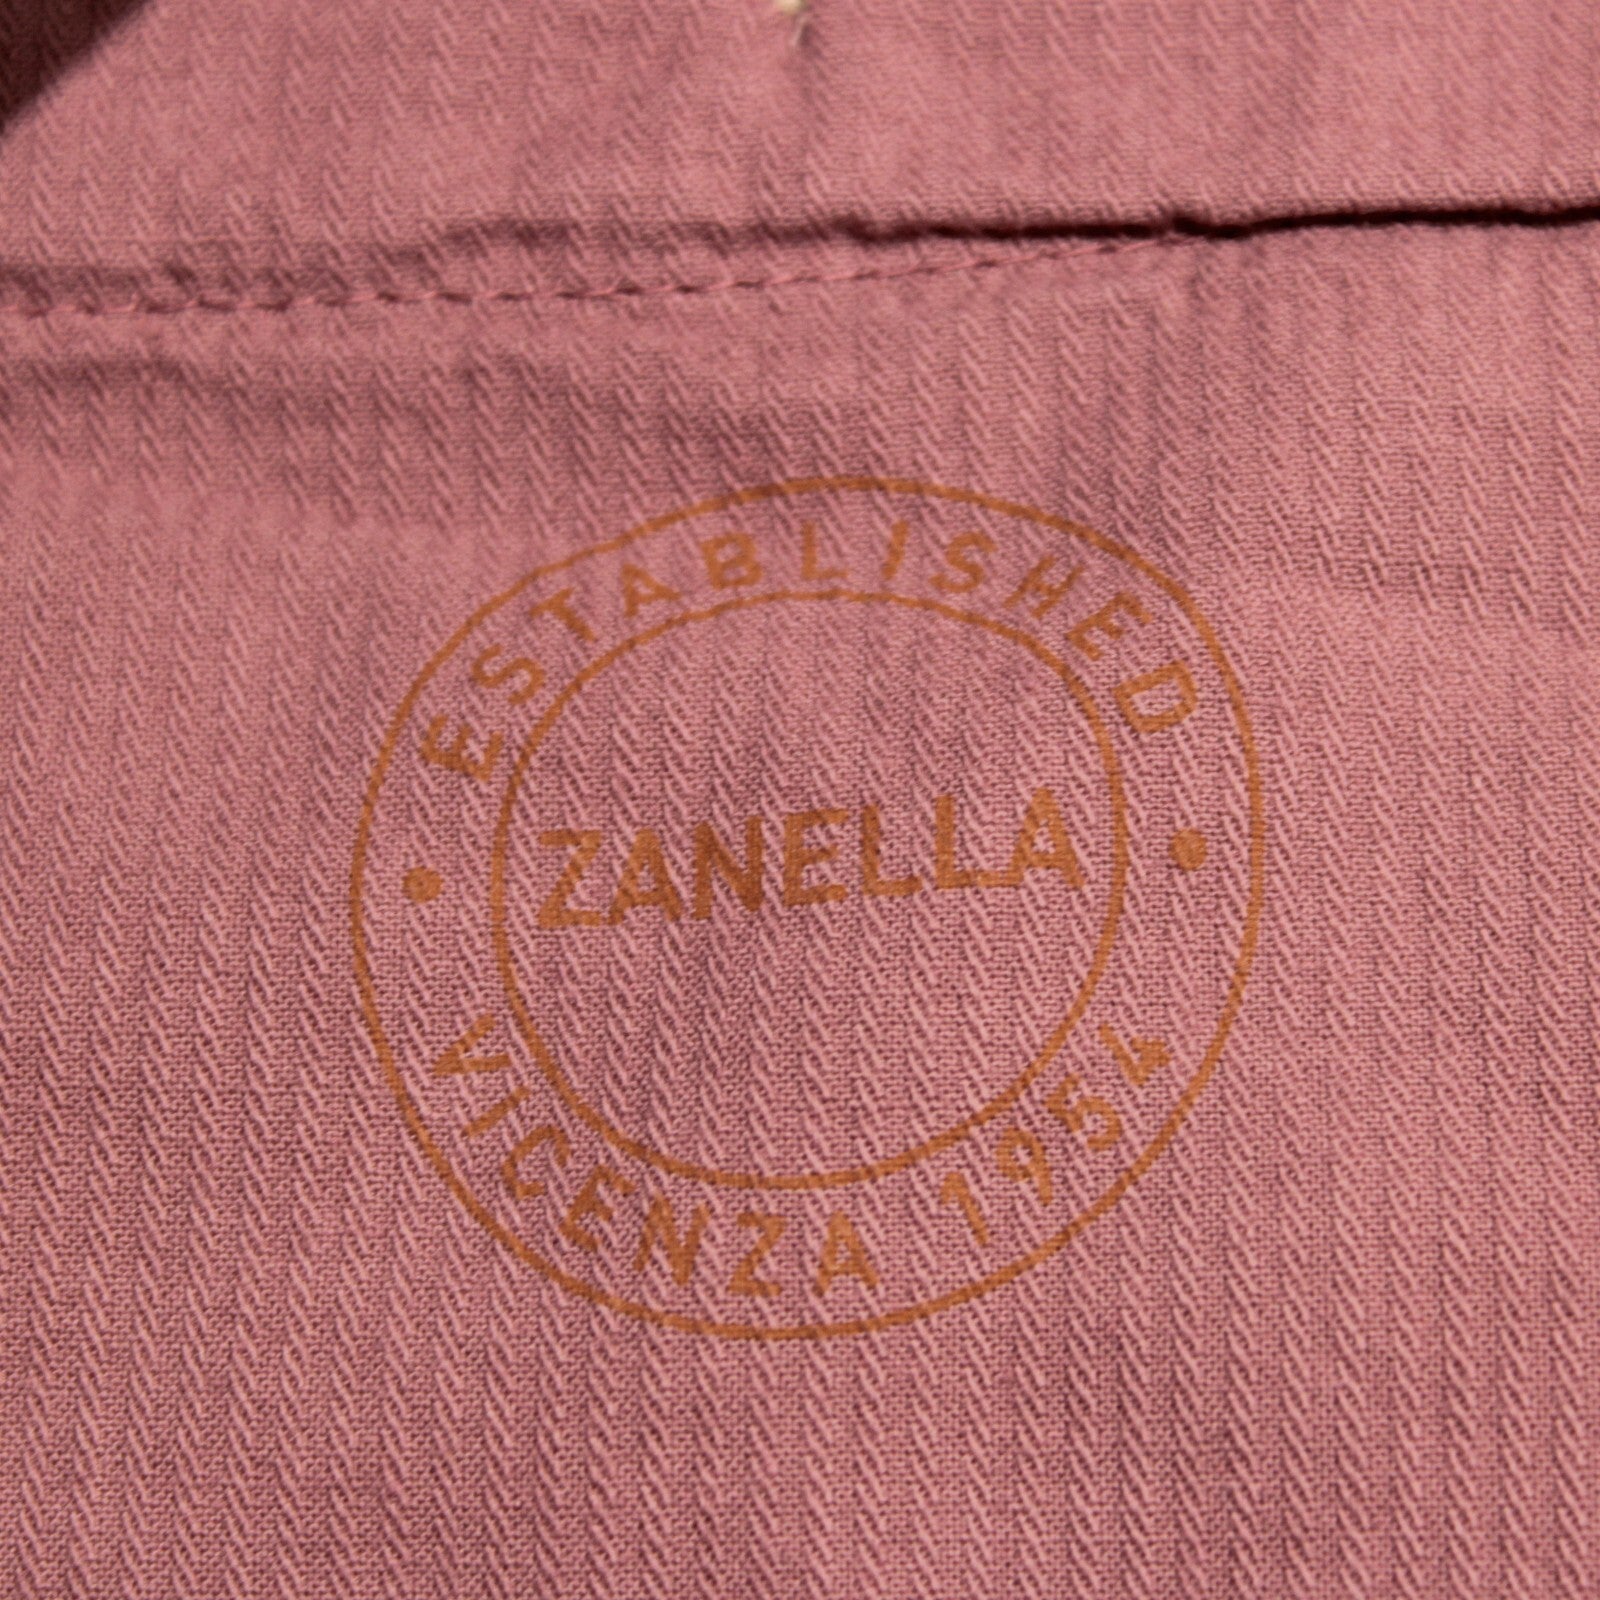 ESTABLISHED
ZANELLA
VICENZA 1954